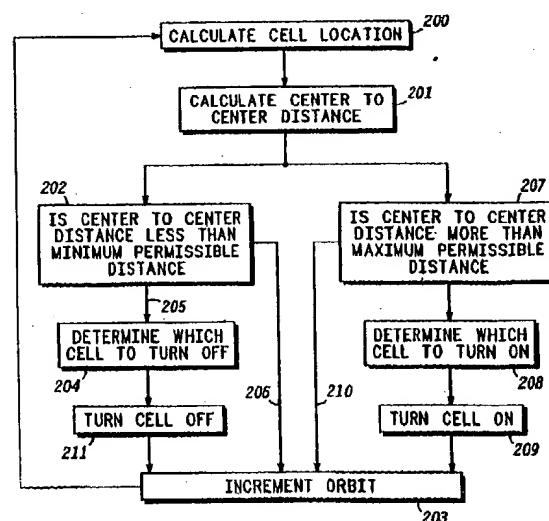 200
CALCULATE CELL LOCATION
CALCULATE CENTER TO
CENTER DISTANCE
201
202
IS CENTER TO CENTER
DISTANCE LESS THAN
MINIMUM PERMISSIBLE
DISTANCE
207
IS CENTER TO CENTER
DISTANCE MORE THAN
MAXIMUM PERMISSIBLE
DISTANCE
205
DETERMINE WHICH
CELL TO TURN OFF
204
206
210
DETERMINE WHICH
CELL TO TURN ON
208
TURN CELL OFF
211
TURN CELL ON
209
INCREMENT ORBIT
203